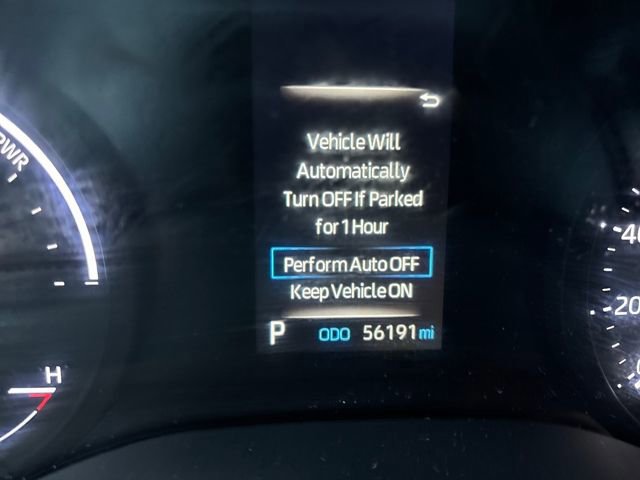 PWR
Vehicle Will
Automatically
Turn OFF If Parked
for 1 Hour
Perform Auto OFF
Keep Vehicle ON
P ODO 56191 mi
H
40
20